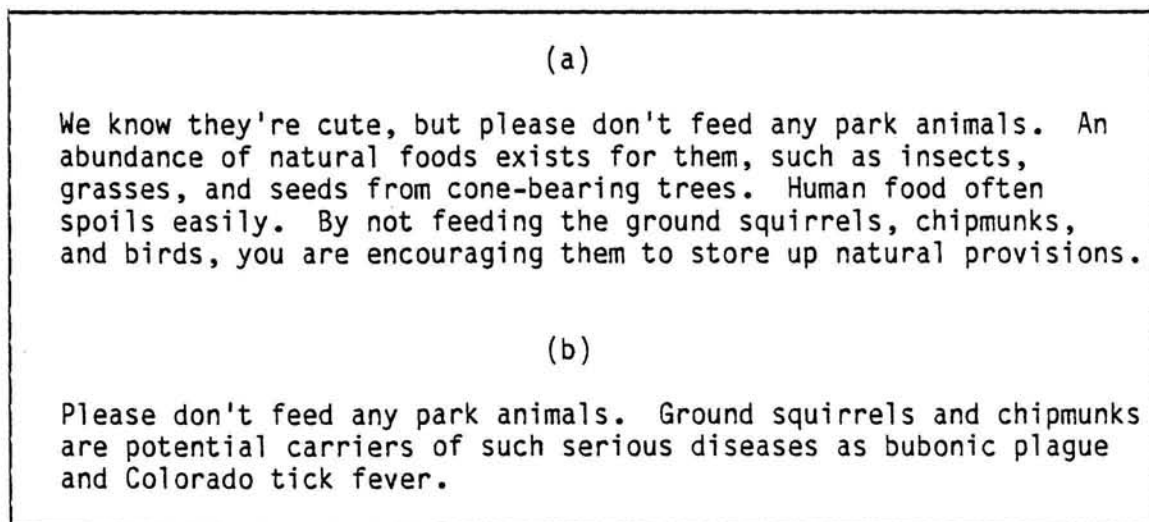 (a)
We know they're cute, but please don't feed any park animals. An
abundance of natural foods exists for them, such as insects,
grasses, and seeds from cone-bearing trees. Human food often
spoils easily. By not feeding the ground squirrels, chipmunks,
and birds, you are encouraging them to store up natural provisions.
(b)
Please don't feed any park animals. Ground squirrels and chipmunks
are potential carriers of such serious diseases as bubonic plague
and Colorado tick fever.